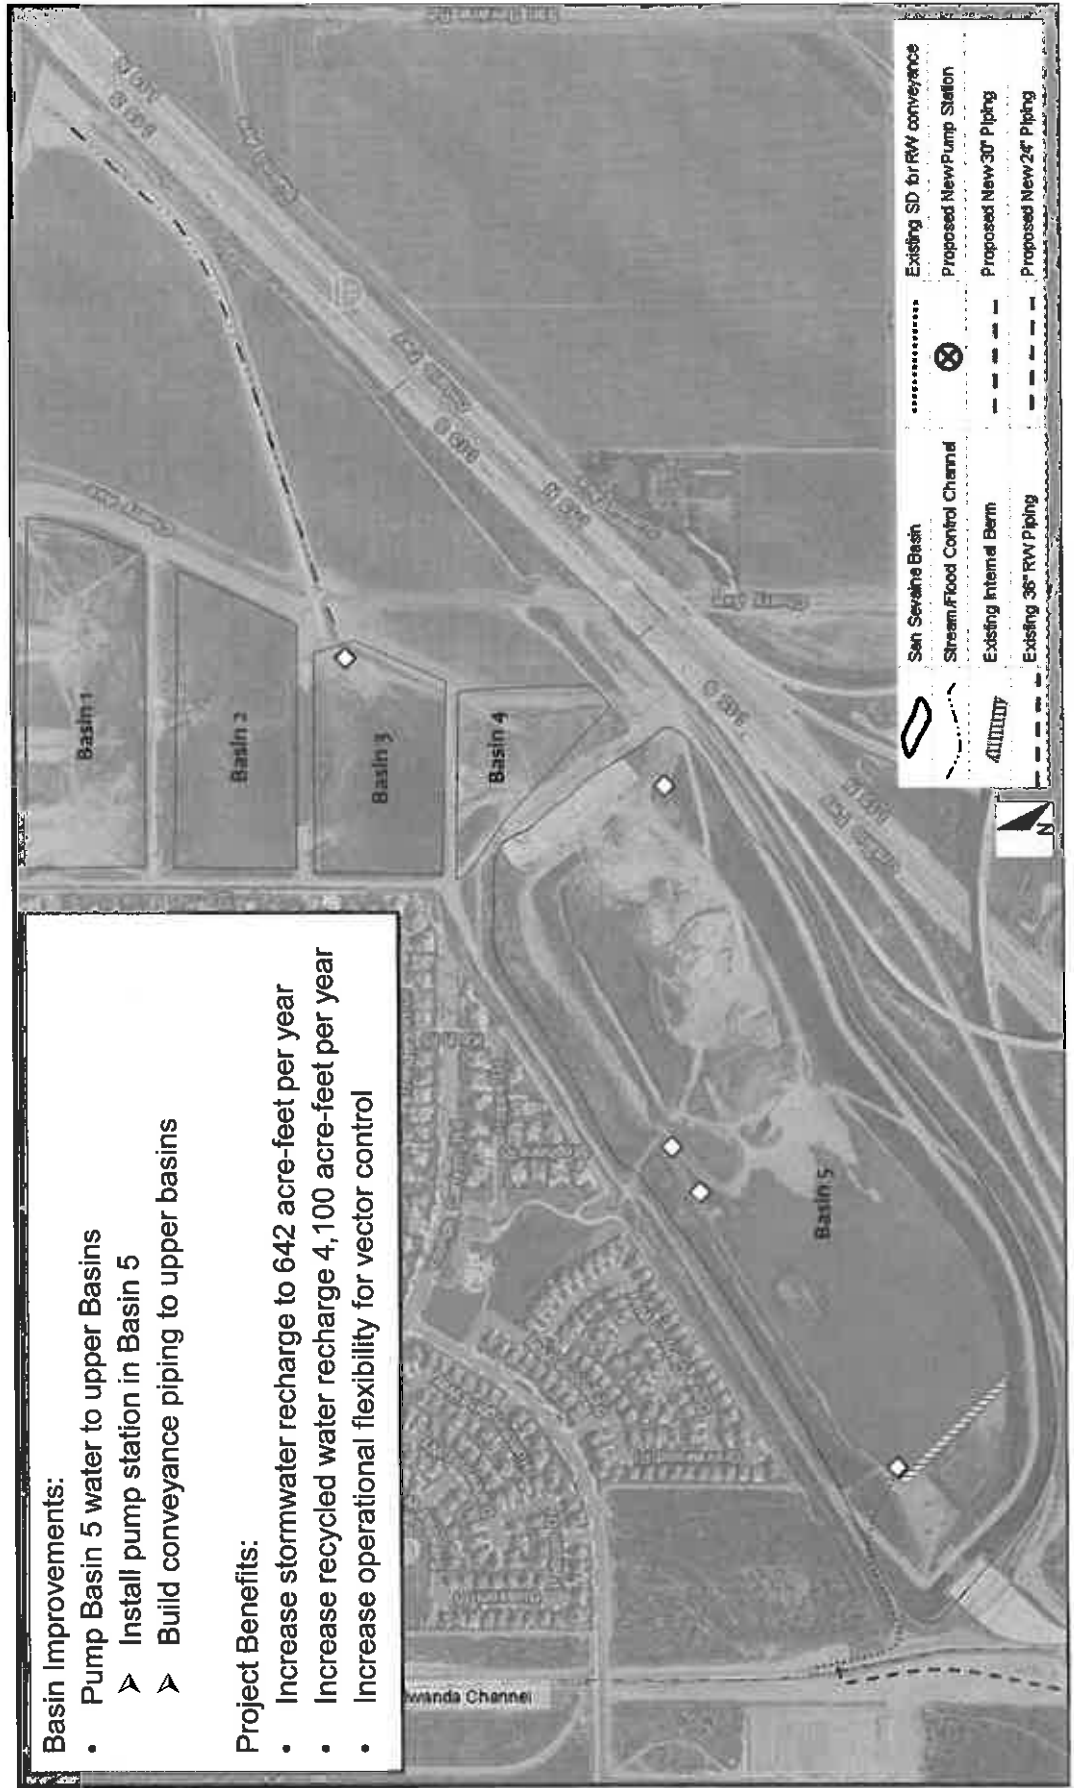 Basin Improvements:
• Pump Basin 5 water to upper Basins
➤ Install pump station in Basin 5
➤ Build conveyance piping to upper basins
Project Benefits:
• Increase stormwater recharge to 642 acre-feet per year
• Increase recycled water recharge 4,100 acre-feet per year
• Increase operational flexibility for vector control
Basin 1
Basin 2
Basin 3
Basin 4
Basin 5
wanda Channel
San Sevaine Basin
Stream/Flood Control Channel
Existing Internal Berm
Existing 36" RW Piping
Existing SD for RW conveyance
Proposed New Pump Station
Proposed New 30" Piping
Proposed New 24" Piping
N